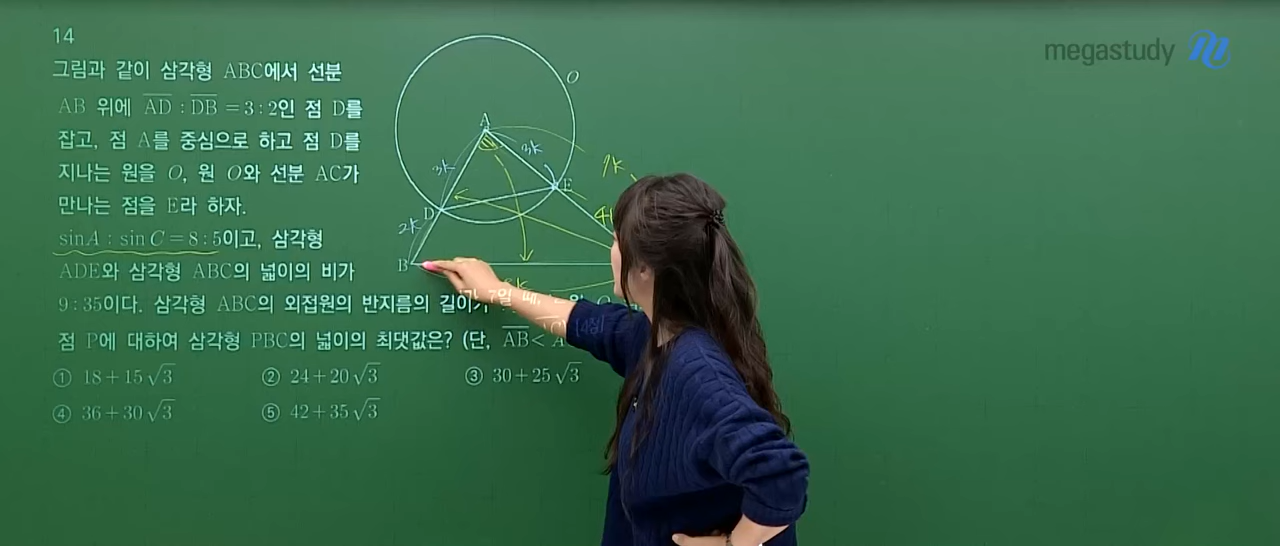 megastudy
14
그림과 같이 삼각형 ABC에서 선분
AB 위에 AD : DB = 3 : 2인 점 D를
잡고, 점 A를 중심으로 하고 점 D를
지나는 원을 O, 원 O와 선분 AC가
만나는 점을 E라 하자.
sin A : sin C = 8 : 5이고, 삼각형
ADE와 삼각형 ABC의 넓이의 비가
9 : 35이다. 삼각형 ABC의 외접원의 반지름의 길이가 7일 때,
점 P에 대하여 삼각형 PBC의 넓이의 최댓값은? (단, AB < [4점]
① 18+15√3
② 24+20√3
③ 30+25√3
④ 36+30√3
⑤ 42+35√3
O
A
3k
3k
7k
E
D
2k
B